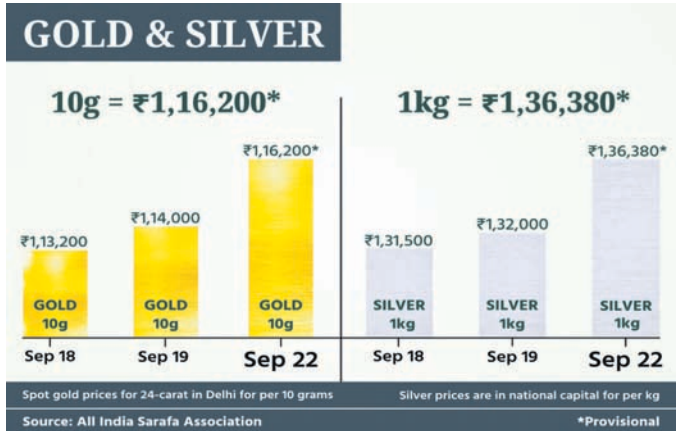 GOLD & SILVER
10g = ₹1,16,200*
₹1,13,200
₹1,14,000
₹1,16,200*
GOLD
10g
GOLD
10g
GOLD
10g
Sep 18
Sep 19
Sep 22
1kg = ₹1,36,380*
₹1,31,500
₹1,32,000
₹1,36,380*
SILVER
1kg
SILVER
1kg
SILVER
1kg
Sep 18
Sep 19
Sep 22
Spot gold prices for 24-carat in Delhi for per 10 grams
Silver prices are in national capital for per kg
Source: All India Sarafa Association
*Provisional